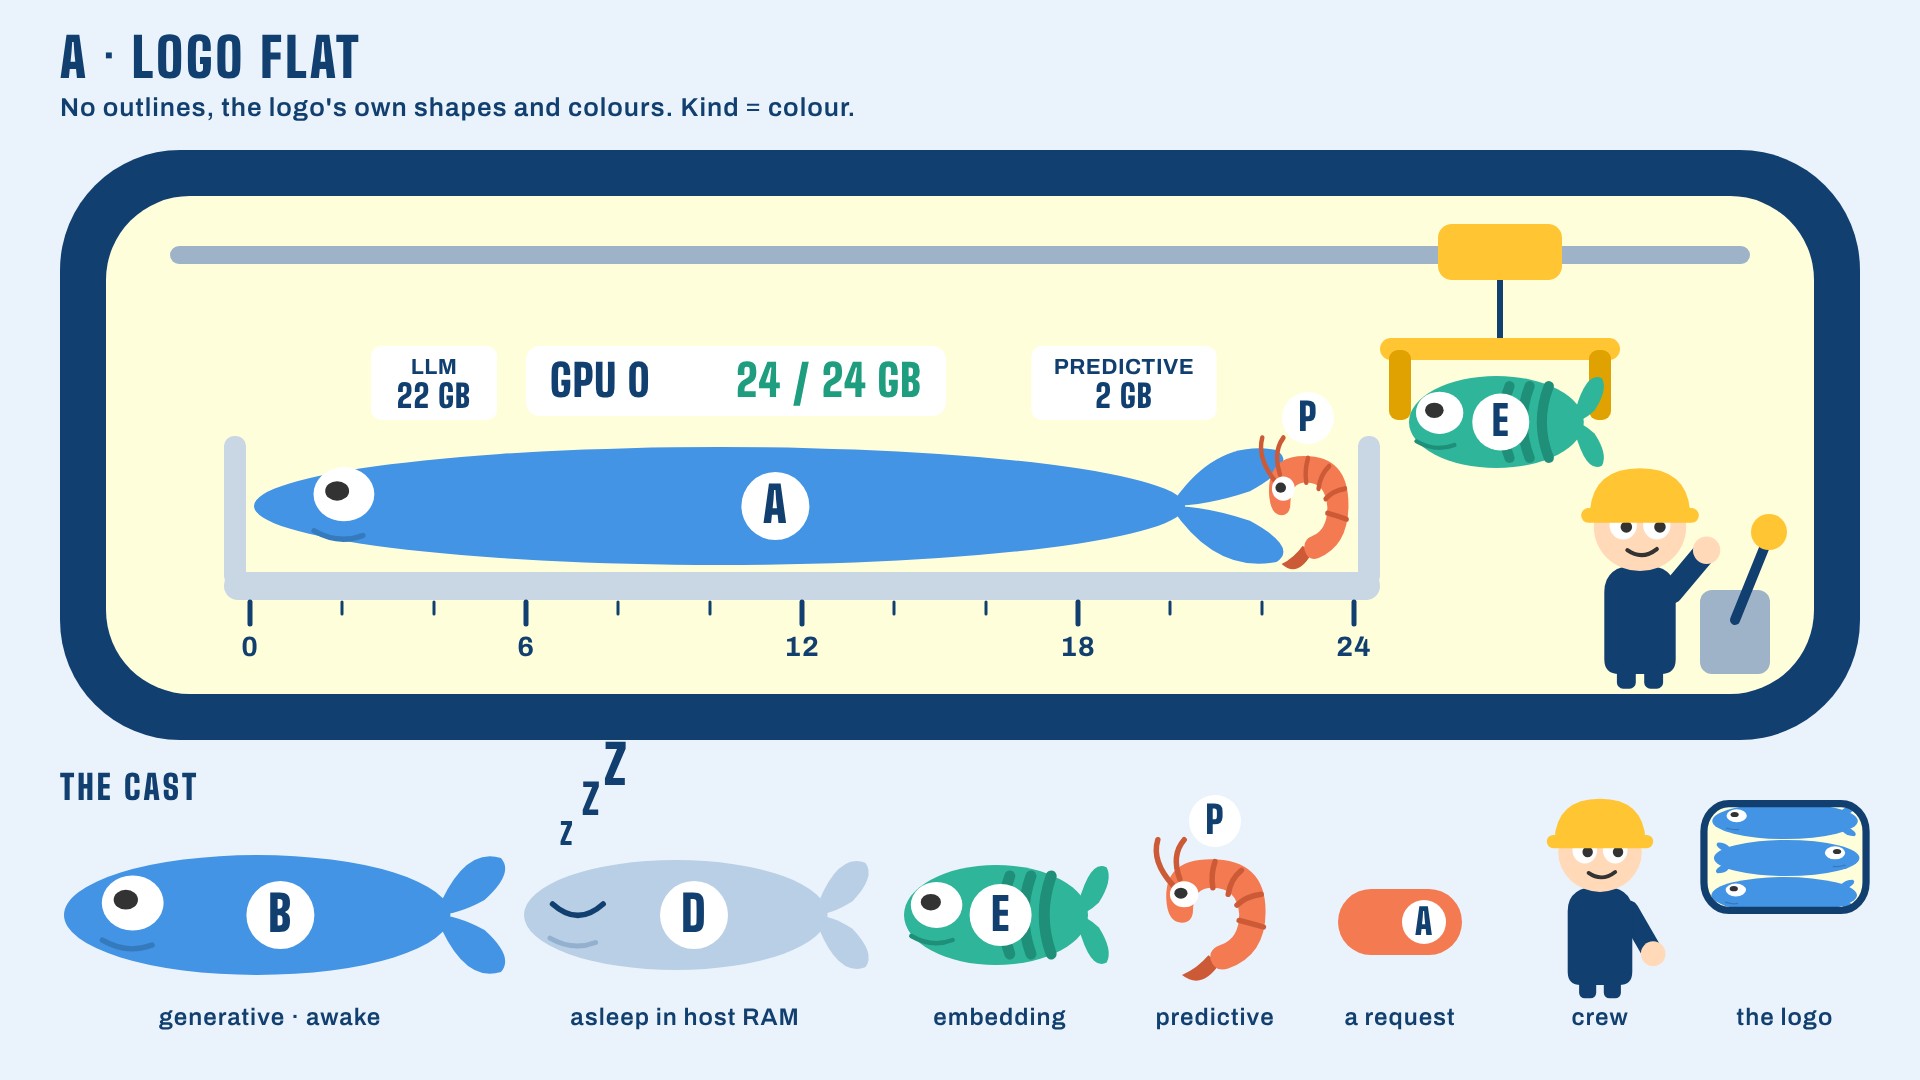 A · LOGO FLAT
No outlines, the logo's own shapes and colours. Kind = colour.
LLM
22 GB
GPU 0 24 / 24 GB
PREDICTIVE
2 GB
P
E
A
0 6 12 18 24
THE CAST
z z z
B
D
E
P
A
generative · awake
asleep in host RAM
embedding
predictive
a request
crew
the logo